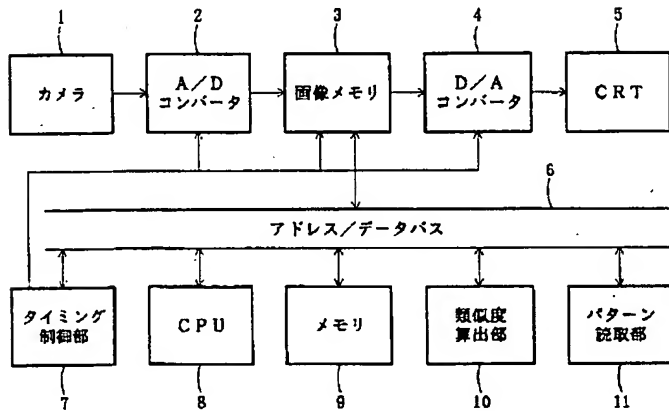 1
2
3
4
5
カメラ
A/D
コンバータ
画像メモリ
D/A
コンバータ
CRT
6
アドレス/データバス
タイミング
制御部
CPU
メモリ
類似度
算出部
パターン
読取部
7
8
9
10
11